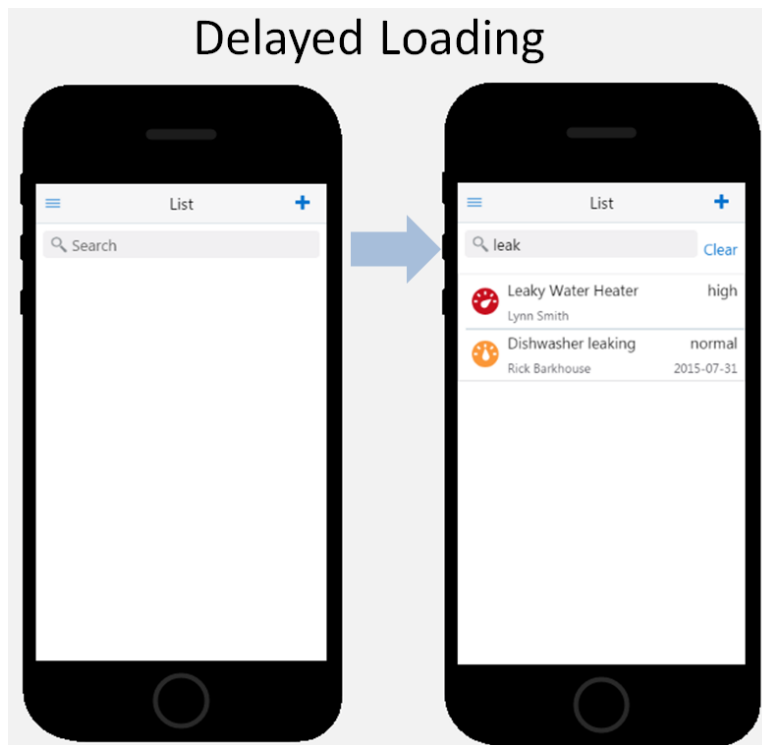 Delayed Loading
List
Search
List
leak
Clear
Leaky Water Heater high
Lynn Smith
Dishwasher leaking normal
Rick Barkhouse 2015-07-31